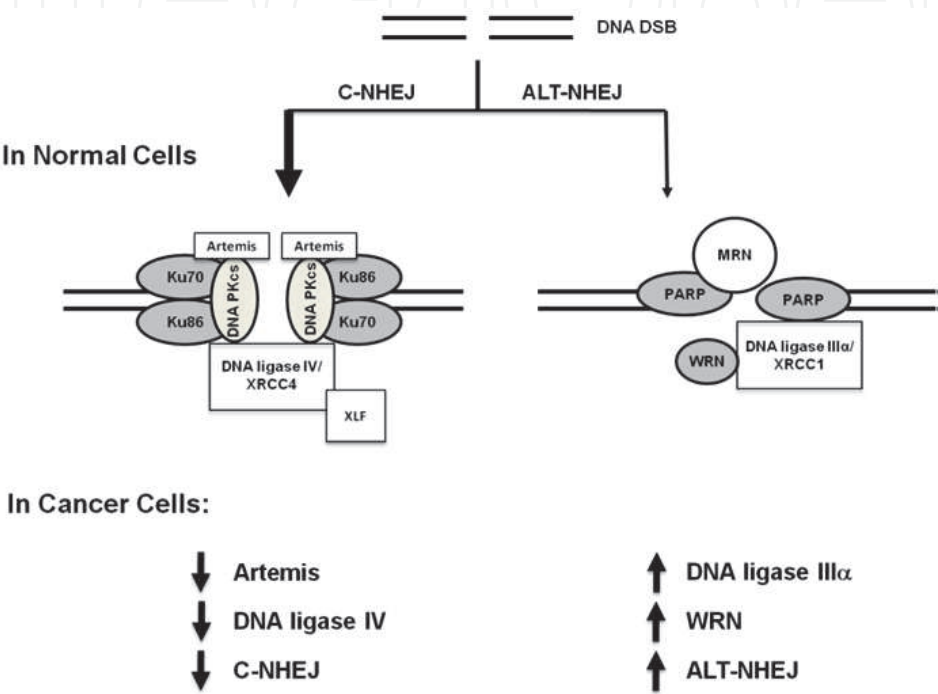 DNA DSB
C-NHEJ
ALT-NHEJ
In Normal Cells
Artemis
Artemis
Ku70
DNA PKcs
DNA PKcs
Ku86
Ku86
Ku70
DNA ligase IV/
XRCC4
XLF
MRN
PARP
PARP
WRN
DNA ligase IIIα/
XRCC1
In Cancer Cells:
Artemis
DNA ligase IV
C-NHEJ
DNA ligase IIIα
WRN
ALT-NHEJ